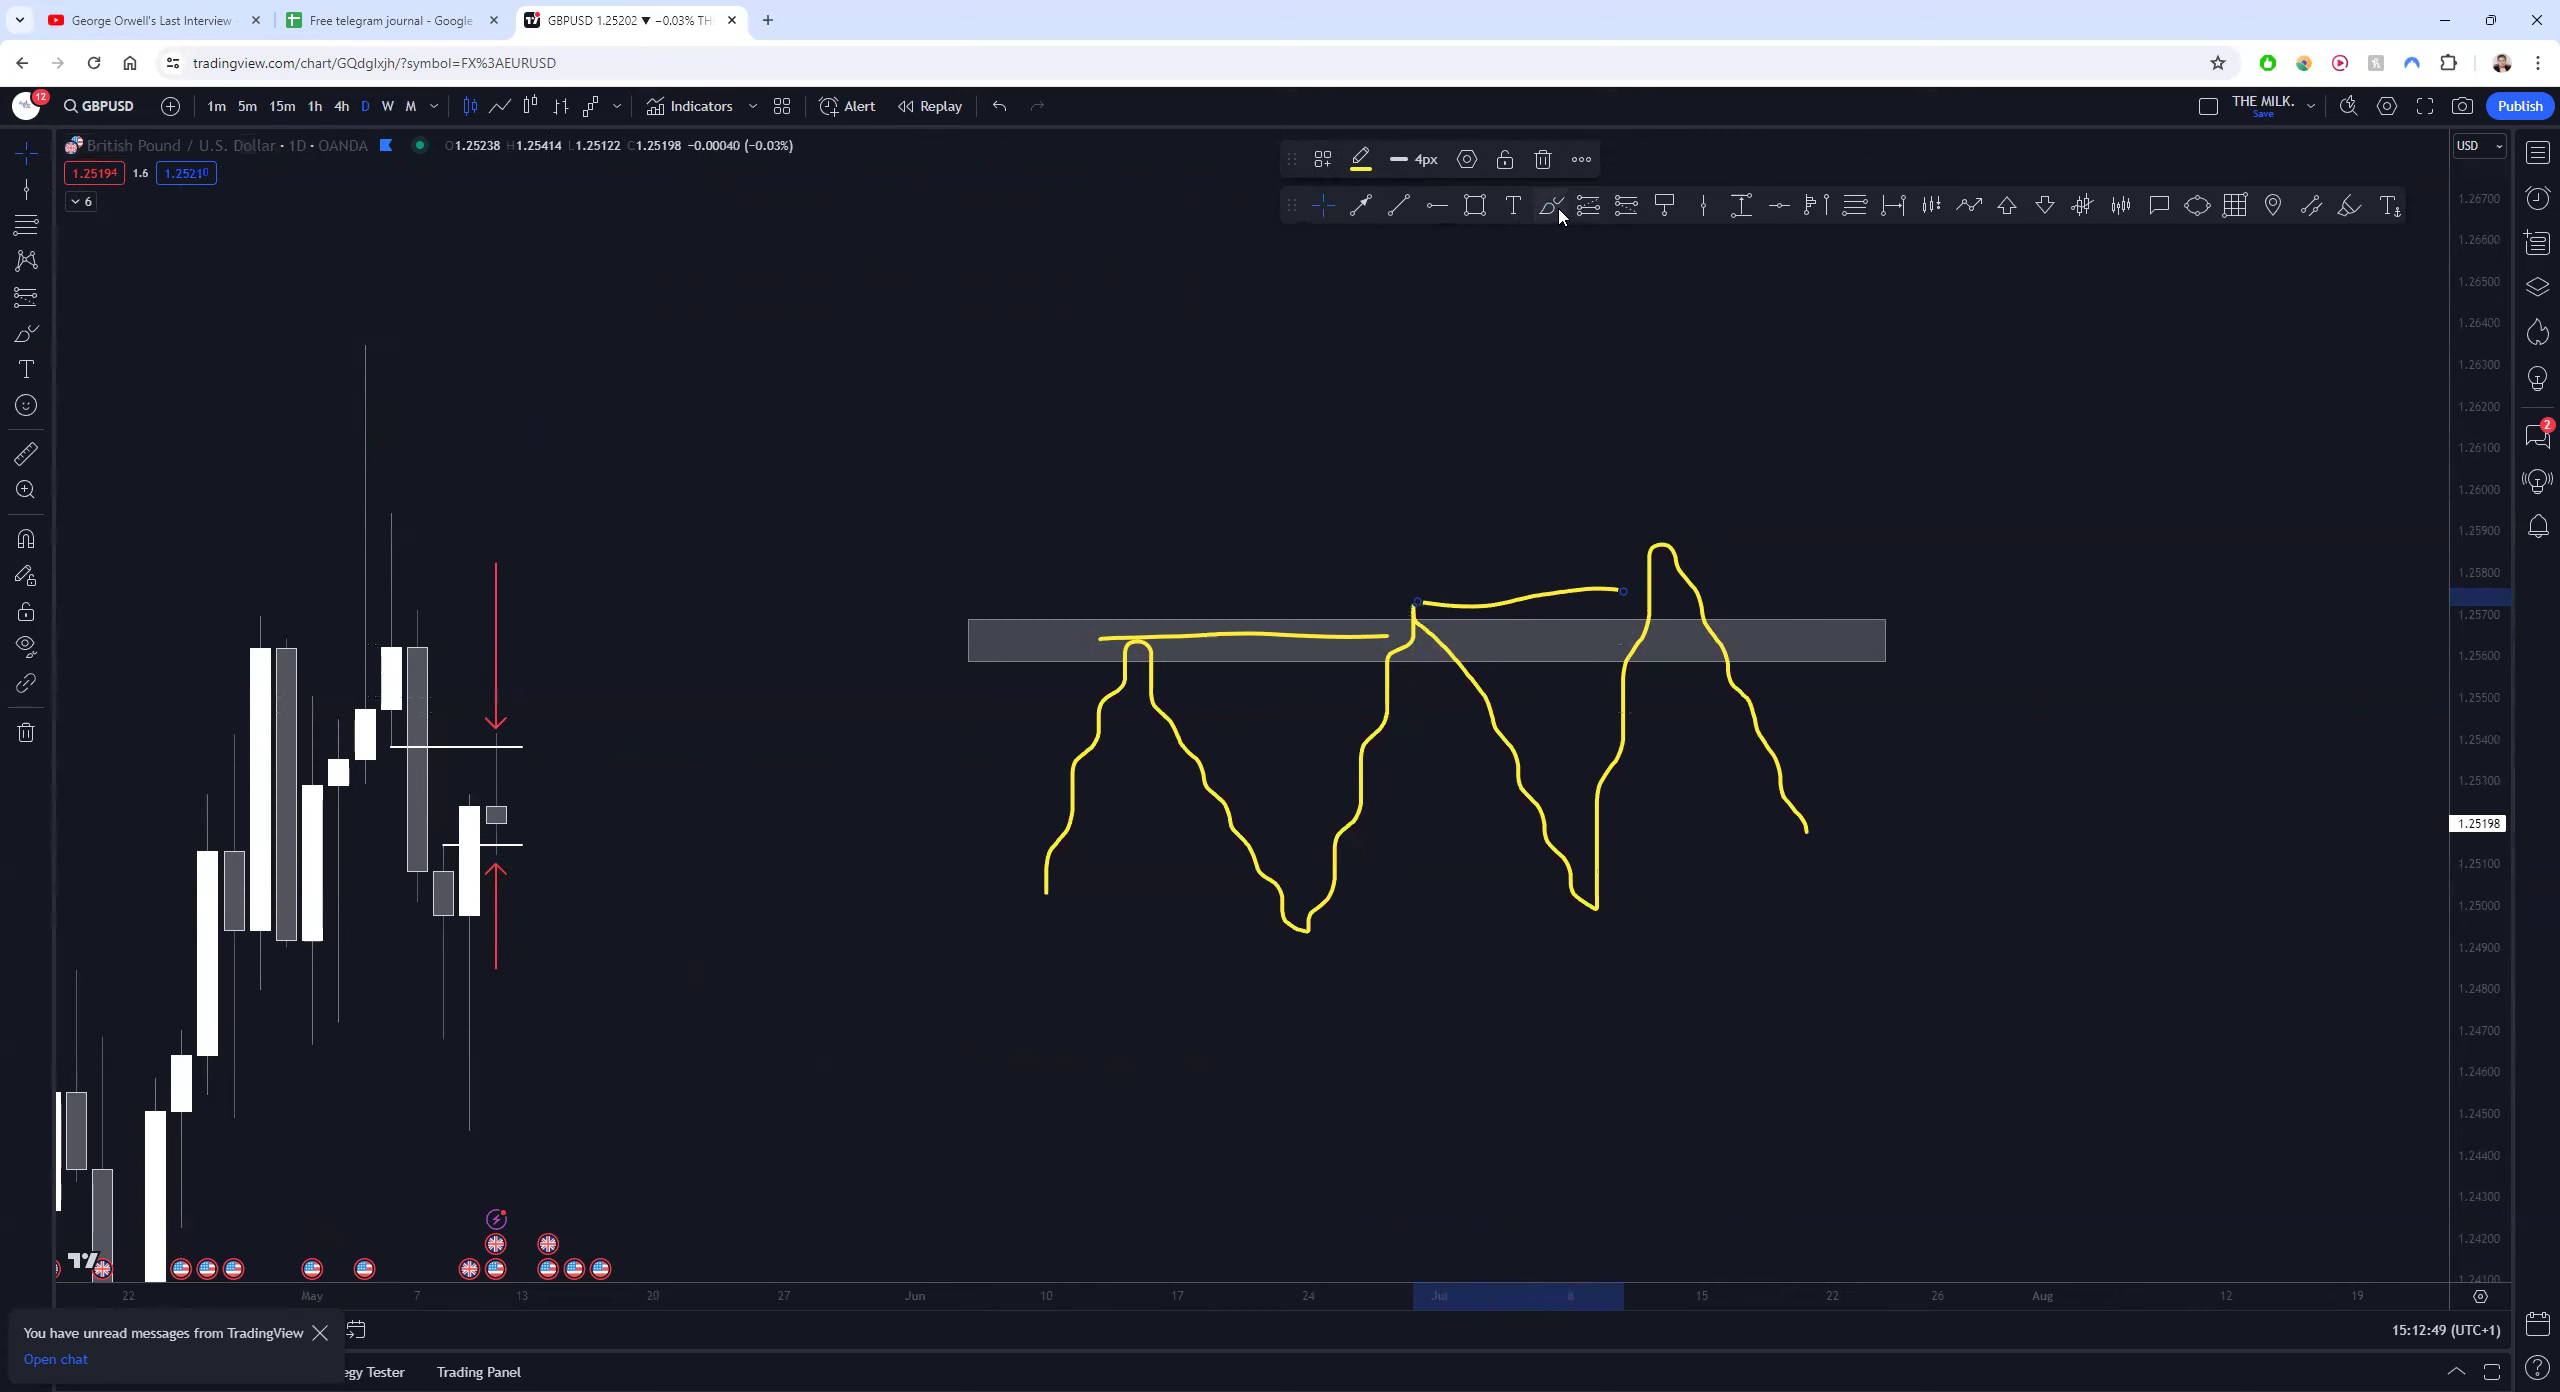 George Orwell's Last Interview
Free telegram journal - Google
GBPUSD 1.25202 ▼ −0.03% TH
tradingview.com/chart/GQdglxjh/?symbol=FX%3AEURUSD
12
GBPUSD
1m 5m 15m 1h 4h D W M
Indicators
Alert
Replay
THE MILK.
Save
Publish
British Pound / U.S. Dollar · 1D · OANDA
O1.25238 H1.25414 L1.25122 C1.25198 −0.00040 (−0.03%)
USD
1.25194 1.6 1.25210
4px
6
T
1.26700
1.26600
1.26500
1.26400
1.26300
1.26200
1.26100
1.26000
1.25900
1.25800
1.25700
1.25600
1.25500
1.25400
1.25300
1.25198
1.25100
1.25000
1.24900
1.24800
1.24700
1.24600
1.24500
1.24400
1.24300
1.24200
1.24100
2
22 May 7 13 20 27 Jun 10 17 24 Jul 8 15 22 26 Aug 12 19
You have unread messages from TradingView
Open chat
15:12:49 (UTC+1)
egy Tester
Trading Panel